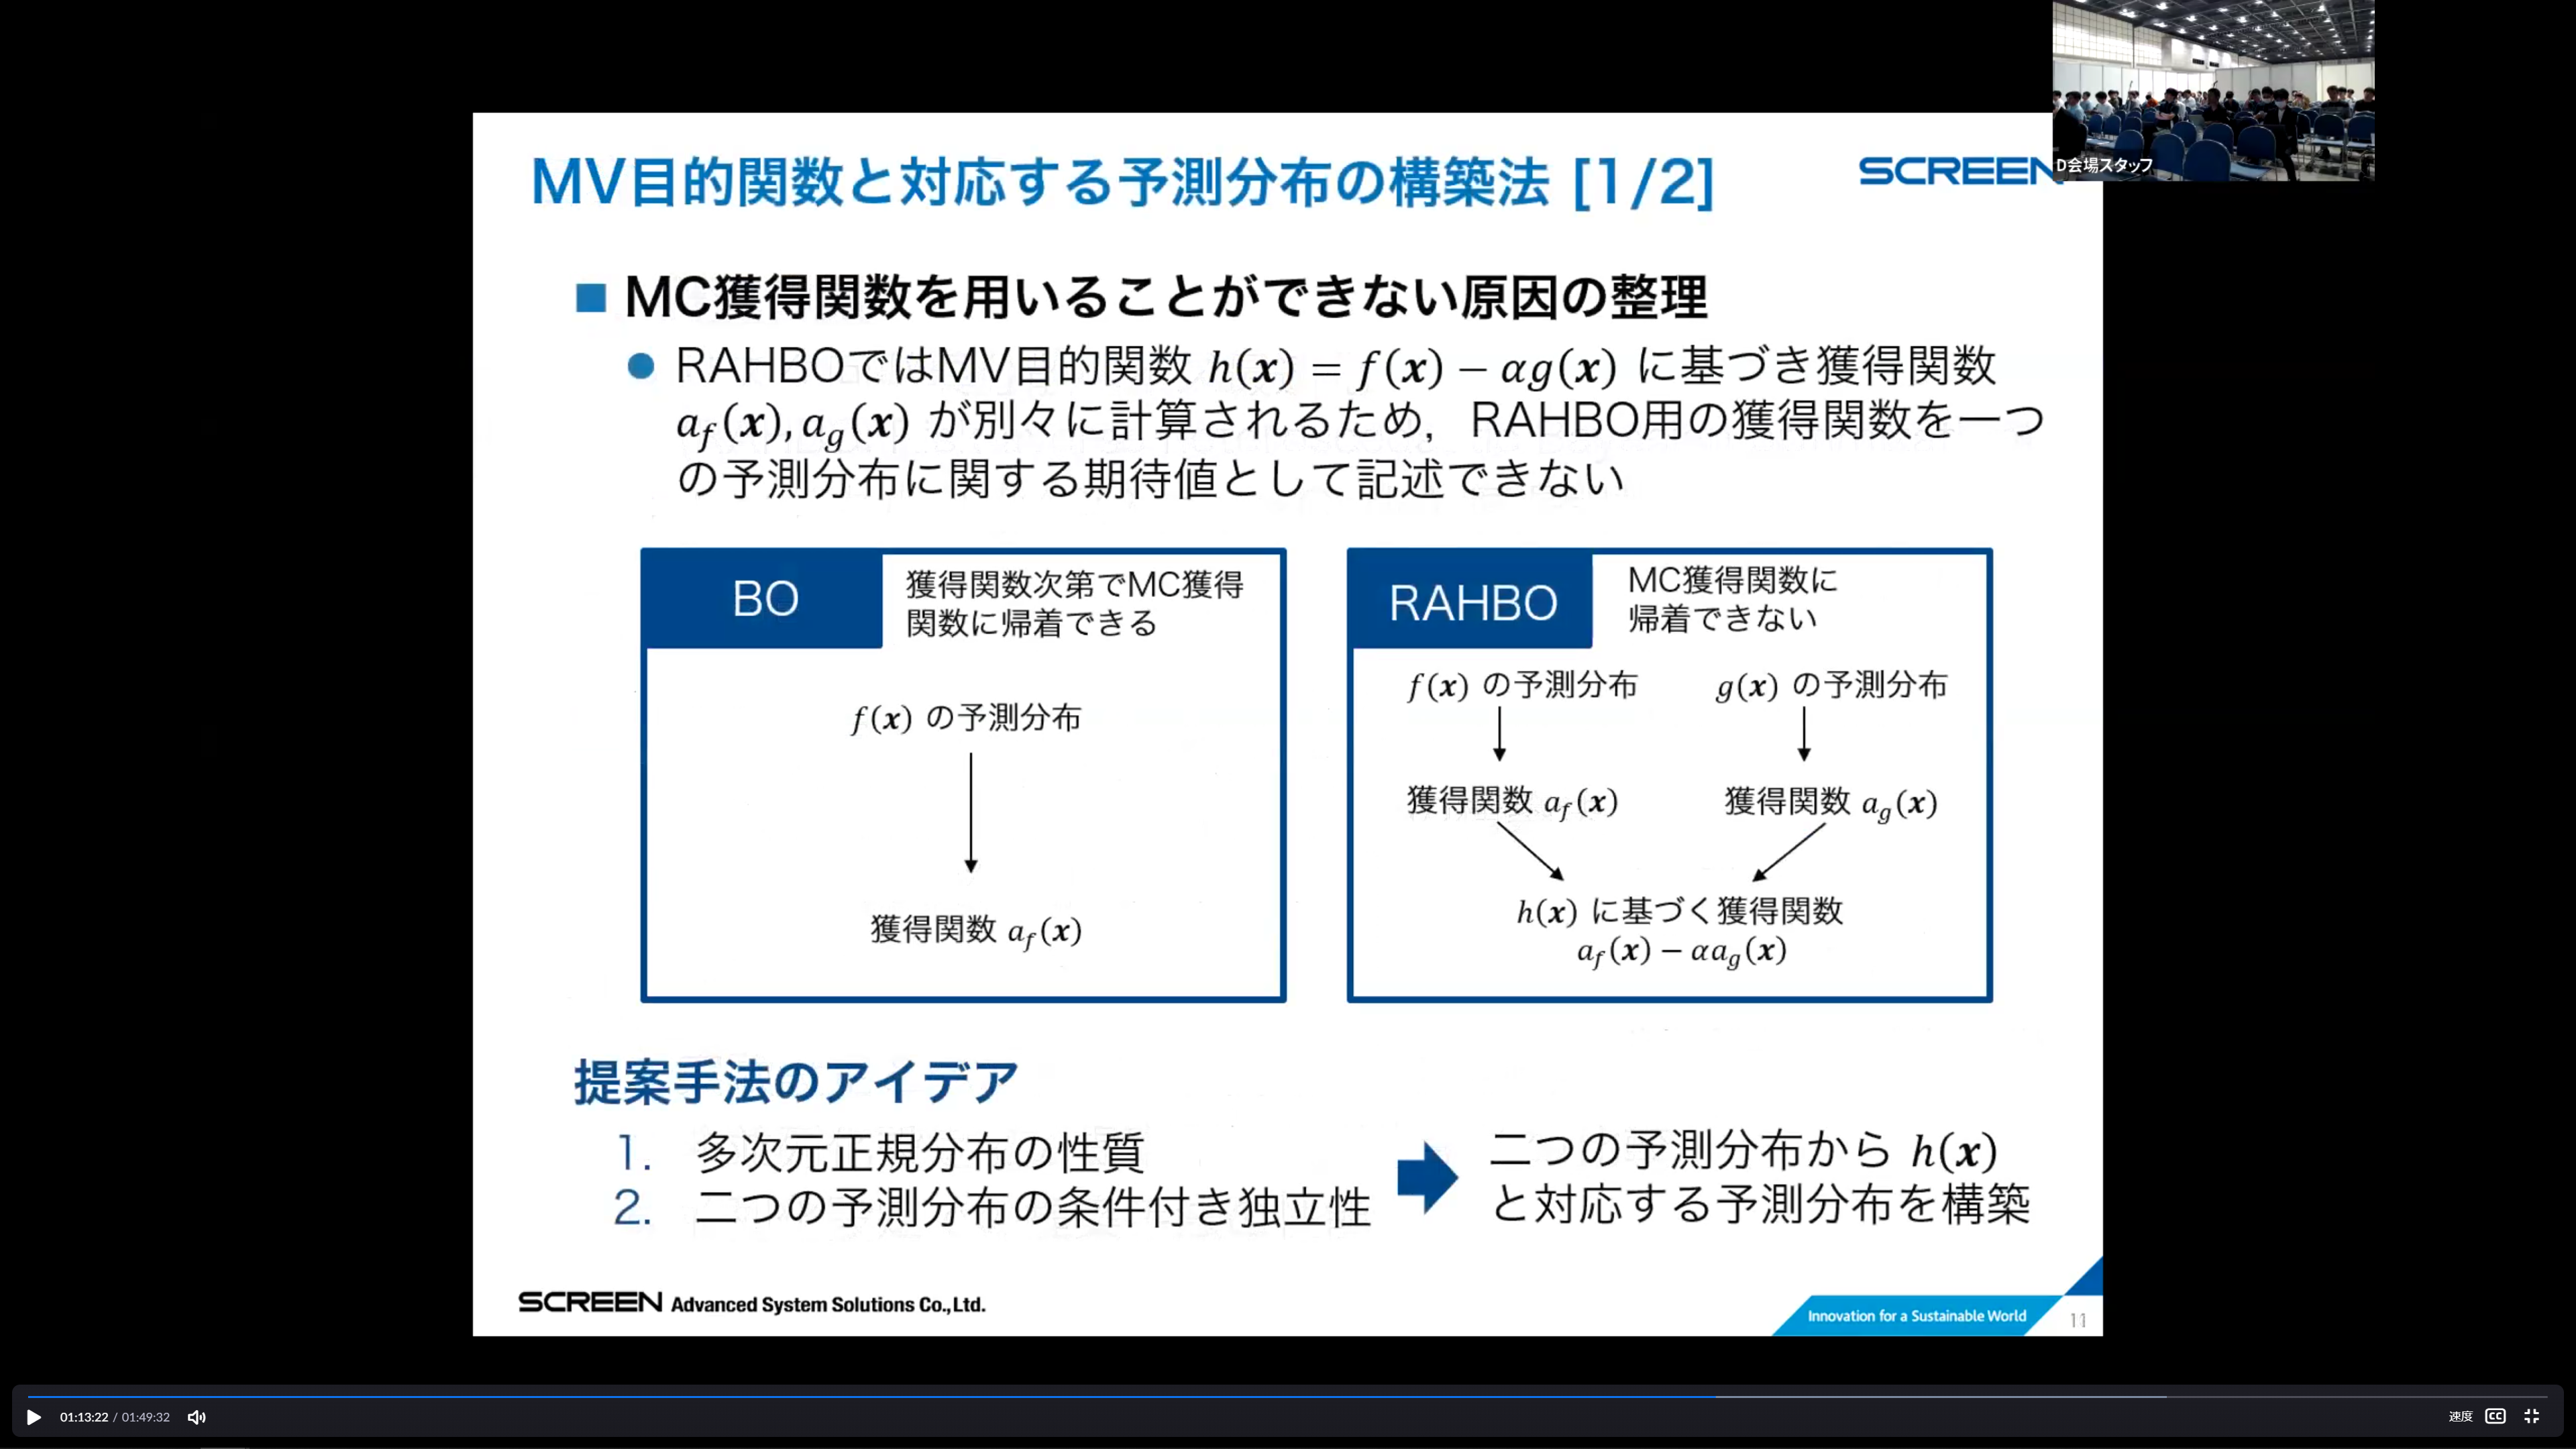 D会場スタッフ
MV目的関数と対応する予測分布の構築法 [1/2]
SCREEN
■ MC獲得関数を用いることができない原因の整理
● RAHBOではMV目的関数 h(x) = f(x) − αg(x) に基づき獲得関数
a_f(x), a_g(x) が別々に計算されるため，RAHBO用の獲得関数を一つ
の予測分布に関する期待値として記述できない
BO
獲得関数次第でMC獲得
関数に帰着できる
f(x) の予測分布
獲得関数 a_f(x)
RAHBO
MC獲得関数に
帰着できない
f(x) の予測分布
g(x) の予測分布
獲得関数 a_f(x)
獲得関数 a_g(x)
h(x) に基づく獲得関数
a_f(x) − αa_g(x)
提案手法のアイデア
1. 多次元正規分布の性質
2. 二つの予測分布の条件付き独立性
二つの予測分布から h(x)
と対応する予測分布を構築
SCREEN Advanced System Solutions Co., Ltd.
Innovation for a Sustainable World
11
01:13:22 / 01:49:32
速度
CC